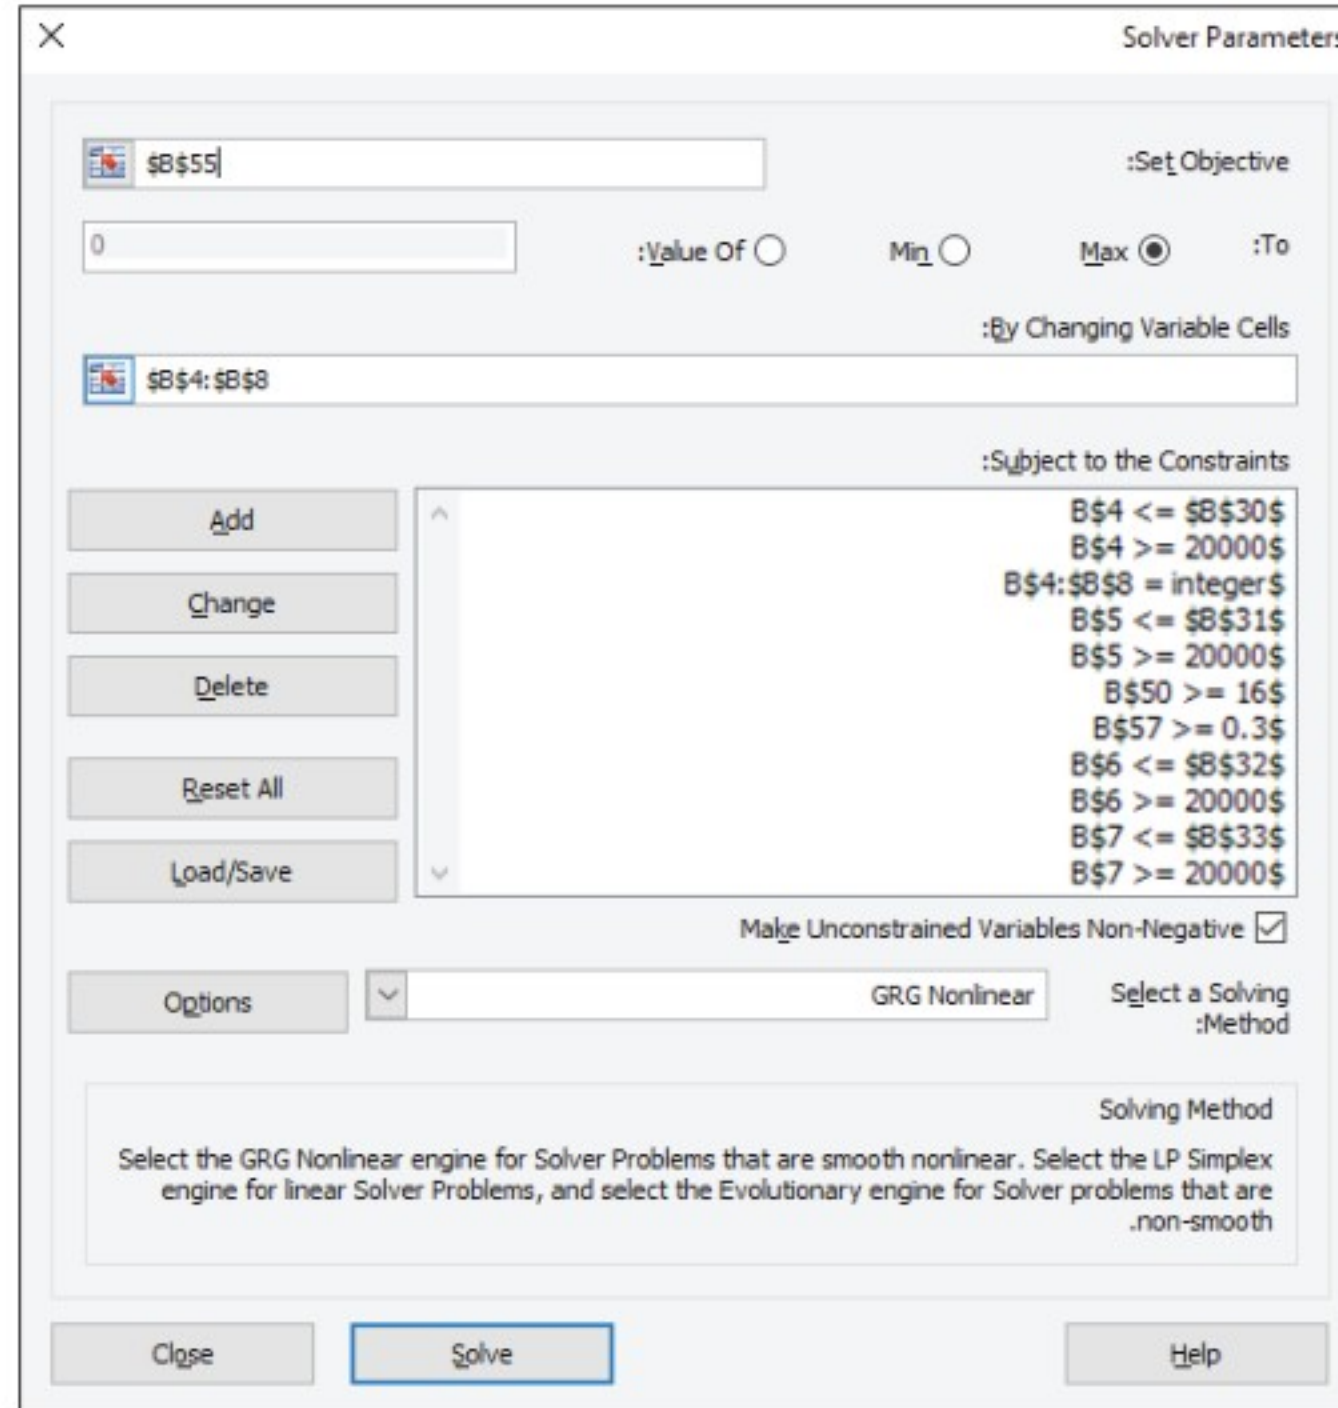 Solver Parameters
:Set Objective
$B$55
:To
Max
Min
:Value Of
0
:By Changing Variable Cells
$B$4:$B$8
:Subject to the Constraints
B$4 <= $B$30$
B$4 >= 20000$
B$4:$B$8 = integer$
B$5 <= $B$31$
B$5 >= 20000$
B$50 >= 16$
B$57 >= 0.3$
B$6 <= $B$32$
B$6 >= 20000$
B$7 <= $B$33$
B$7 >= 20000$
Add
Change
Delete
Reset All
Load/Save
Make Unconstrained Variables Non-Negative
Select a Solving
:Method
GRG Nonlinear
Options
Solving Method
Select the GRG Nonlinear engine for Solver Problems that are smooth nonlinear. Select the LP Simplex
engine for linear Solver Problems, and select the Evolutionary engine for Solver problems that are
.non-smooth
Help
Solve
Close